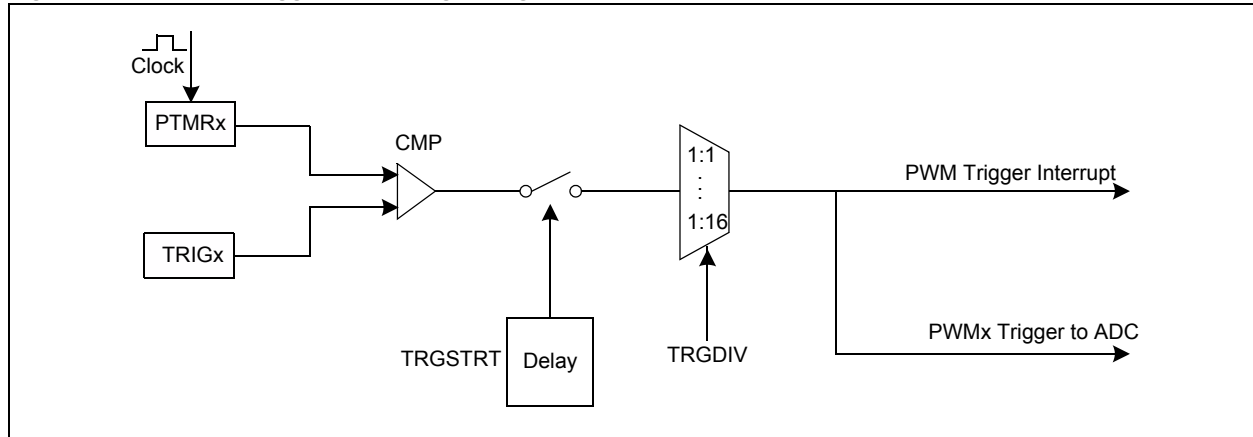 Clock
PTMRx
CMP
1:1
⋮
1:16
PWM Trigger Interrupt
TRIGx
TRGSTRT
Delay
TRGDIV
PWMx Trigger to ADC